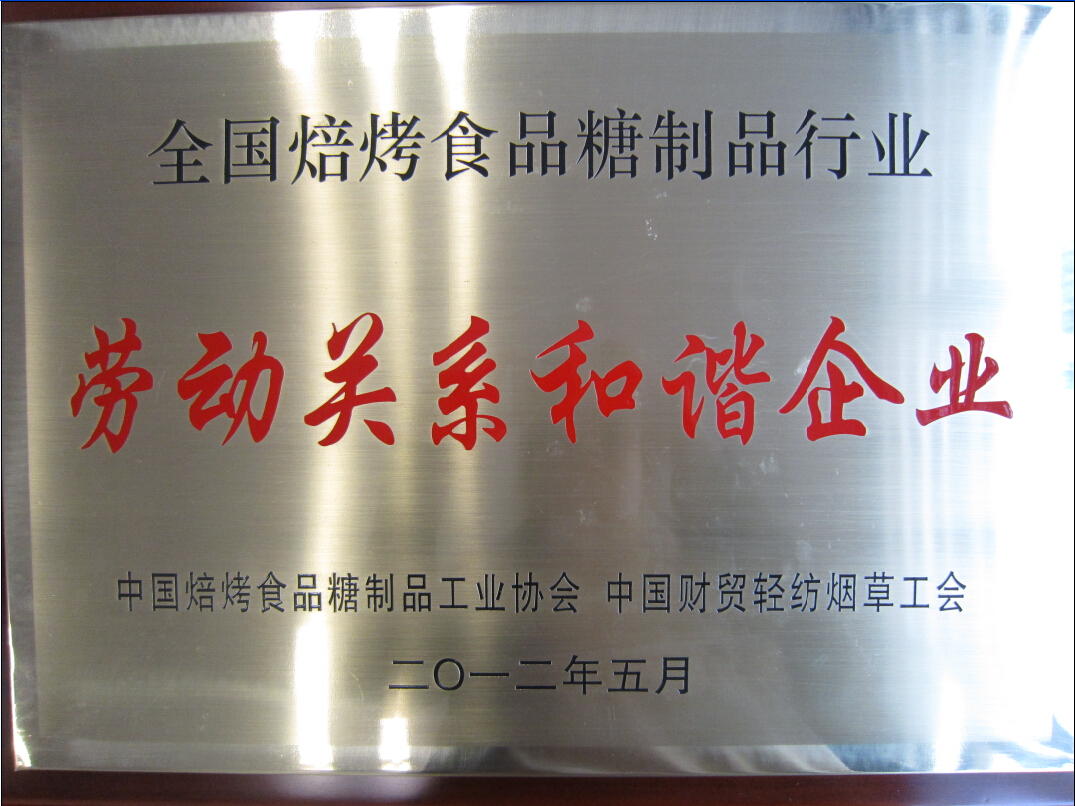 全国焙烤食品糖制品行业
劳动关系和谐企业
中国焙烤食品糖制品工业协会 中国财贸轻纺烟草工会
二〇一二年五月